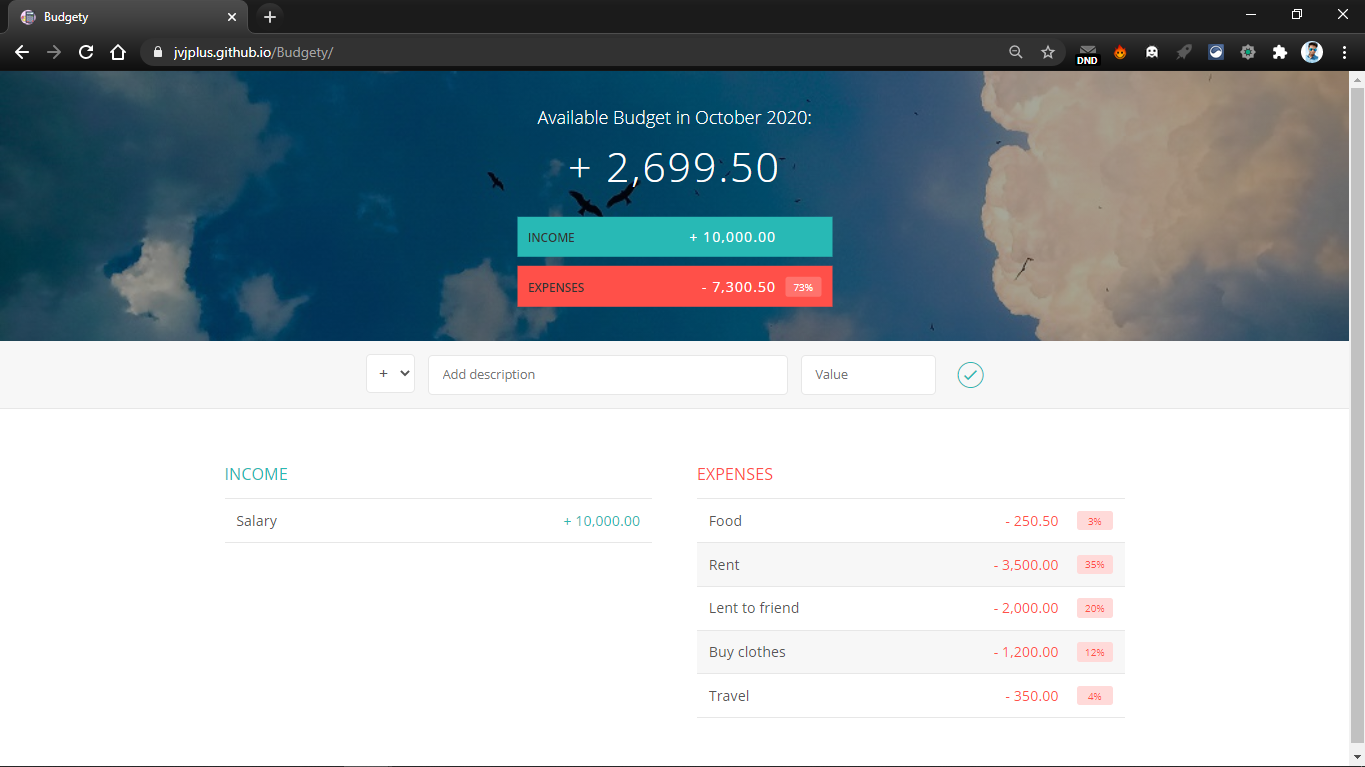 Budgety
jvjplus.github.io/Budgety/
DND
Available Budget in October 2020:
+ 2,699.50
INCOME + 10,000.00
EXPENSES - 7,300.50 73%
+ Add description Value
INCOME
Salary + 10,000.00
EXPENSES
Food - 250.50 3%
Rent - 3,500.00 35%
Lent to friend - 2,000.00 20%
Buy clothes - 1,200.00 12%
Travel - 350.00 4%